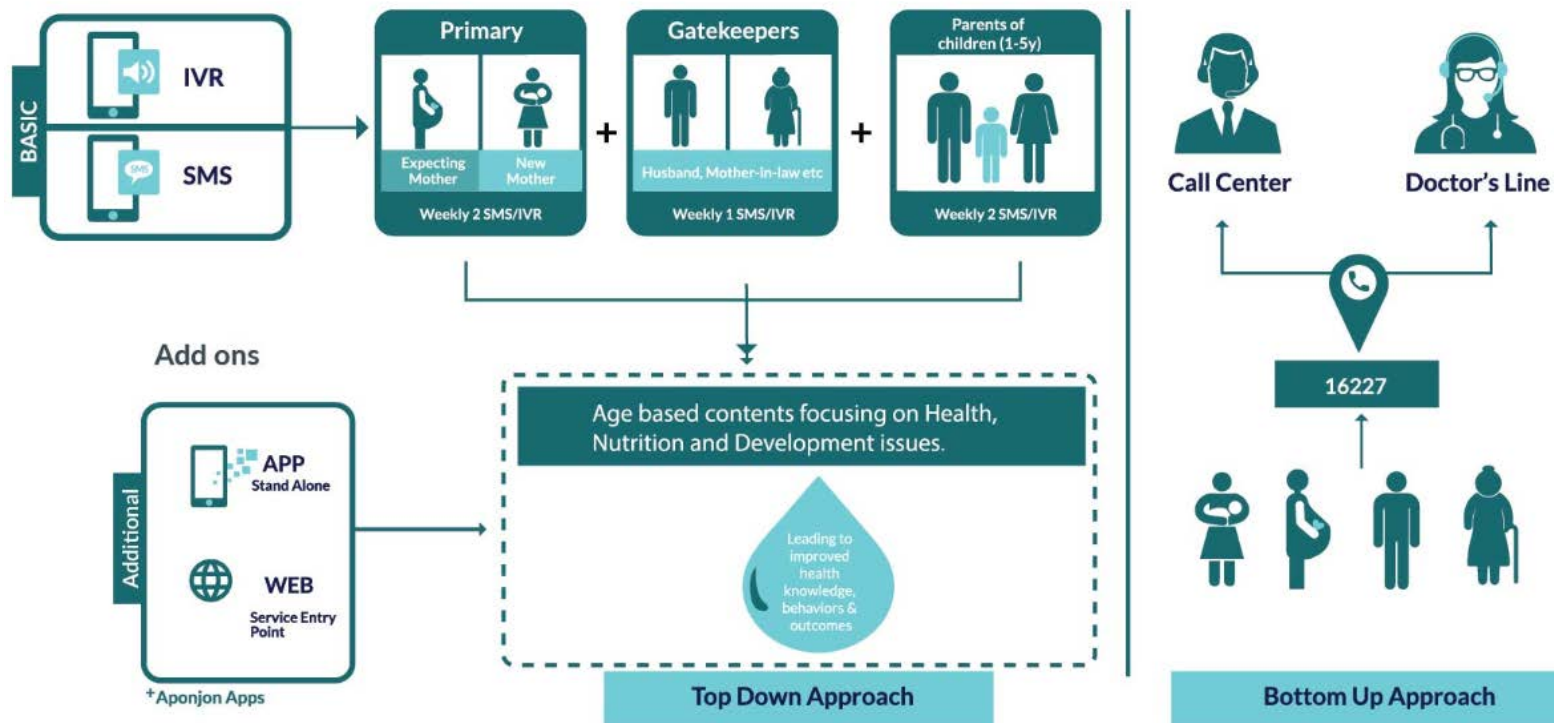 BASIC
IVR
SMS
SMS
Primary
Expecting
Mother
New
Mother
Weekly 2 SMS/IVR
+
Gatekeepers
Husband, Mother-in-law etc
Weekly 1 SMS/IVR
+
Parents of
children (1-5y)
Weekly 2 SMS/IVR
Add ons
Additional
APP
Stand Alone
WEB
Service Entry
Point
+Aponjon Apps
Age based contents focusing on Health,
Nutrition and Development issues.
Leading to
improved
health
knowledge,
behaviors &
outcomes
Top Down Approach
Call Center
Doctor's Line
16227
Bottom Up Approach